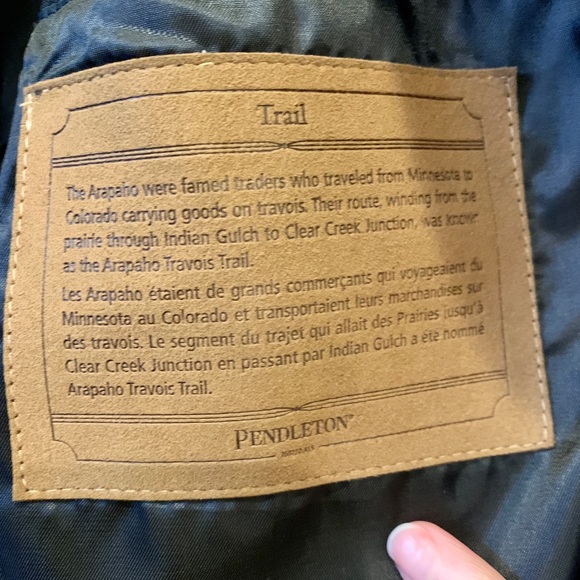 Trail
The Arapaho were famed traders who traveled from Minnesota to
Colorado carrying goods on travois. Their route, winding from the
prairie through Indian Gulch to Clear Creek Junction, was known
as the Arapaho Travois Trail.
Les Arapaho étaient de grands commerçants qui voyageaient du
Minnesota au Colorado et transportaient leurs marchandises sur
des travois. Le segment du trajet qui allait des Prairies jusqu'à
Clear Creek Junction en passant par Indian Gulch a été nommé
Arapaho Travois Trail.
PENDLETON